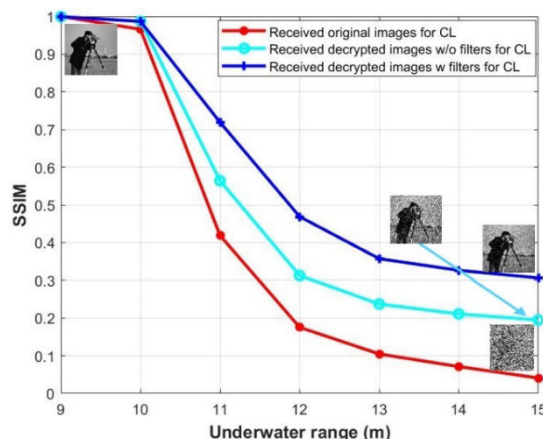 Received original images for CL
Received decrypted images w/o filters for CL
Received decrypted images w filters for CL
1
0.9
0.8
0.7
0.6
0.5
0.4
0.3
0.2
0.1
0
SSIM
9 10 11 12 13 14 15
Underwater range (m)